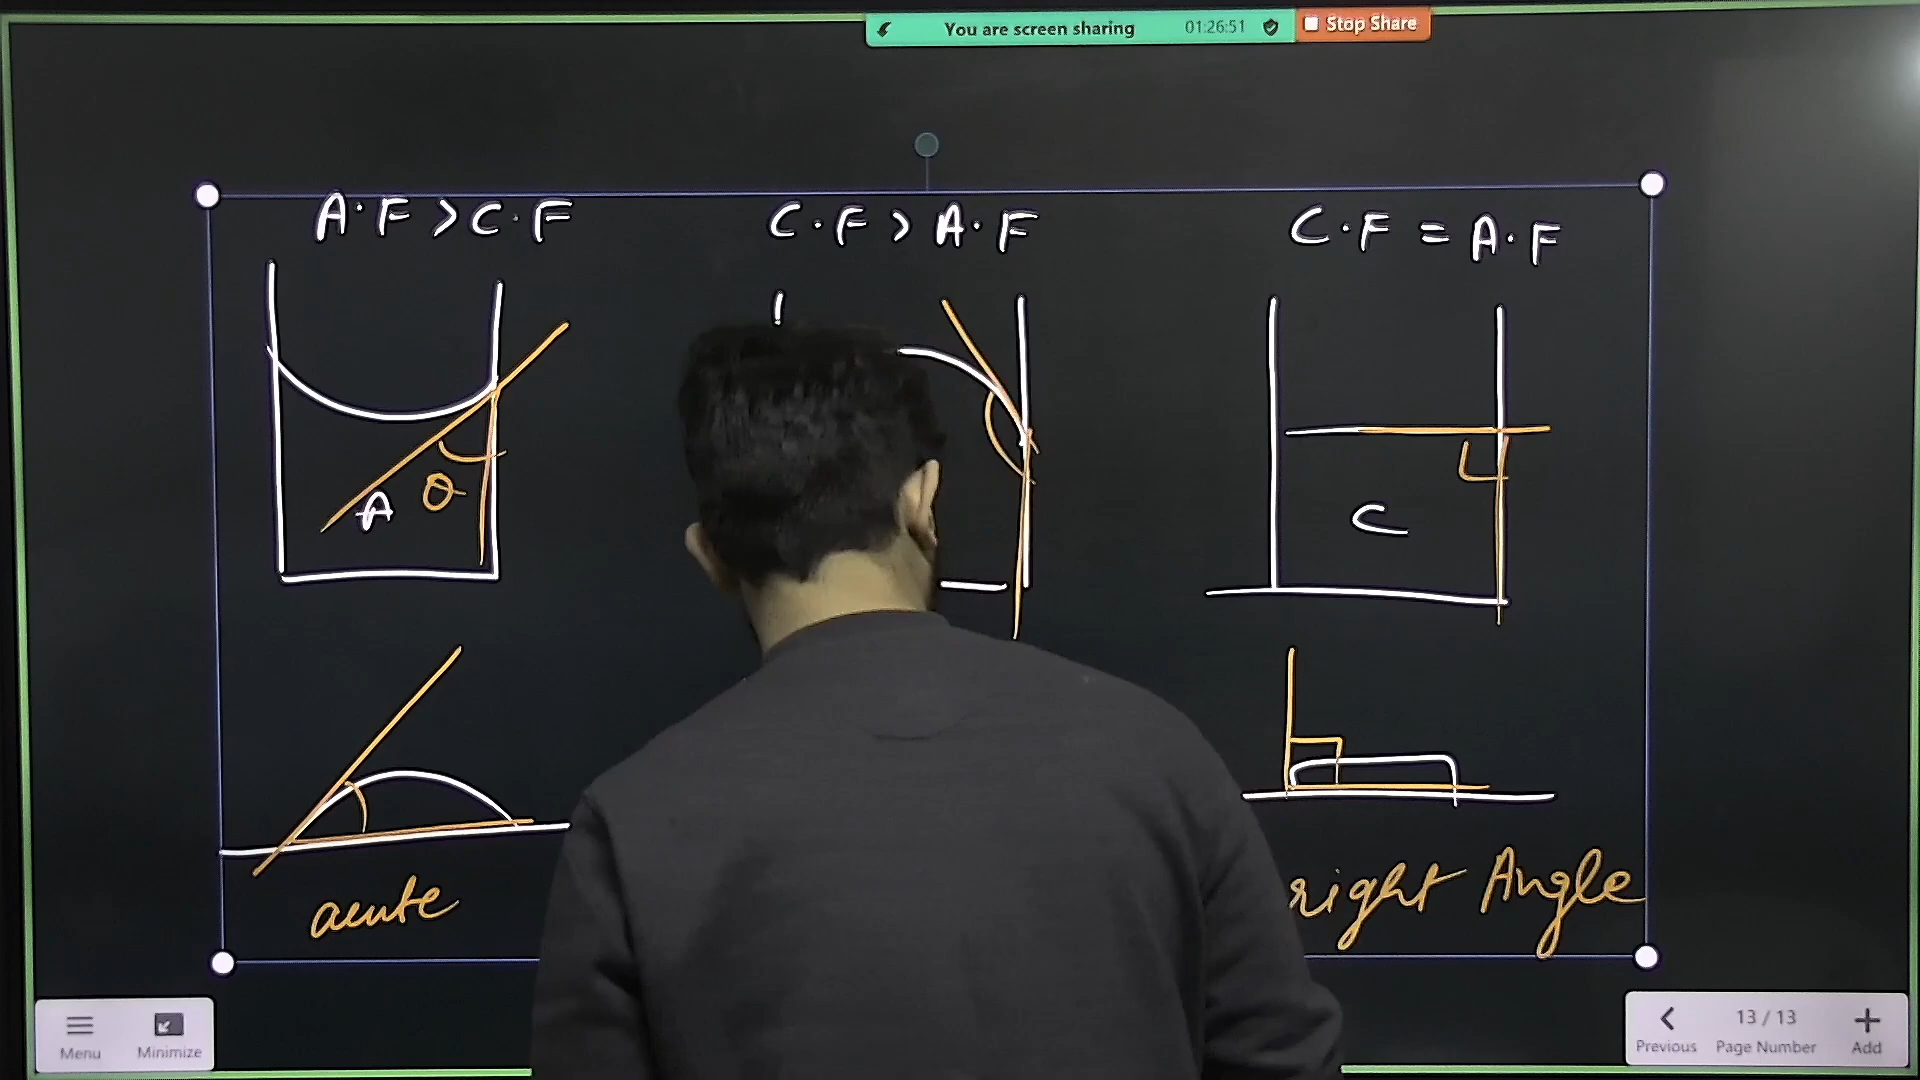 You are screen sharing 01:26:51 Stop Share
A.F > C.F
C.F > A.F
C.F = A.F
A θ
C
acute
right Angle
Menu
Minimize
Previous
13 / 13
Page Number
Add